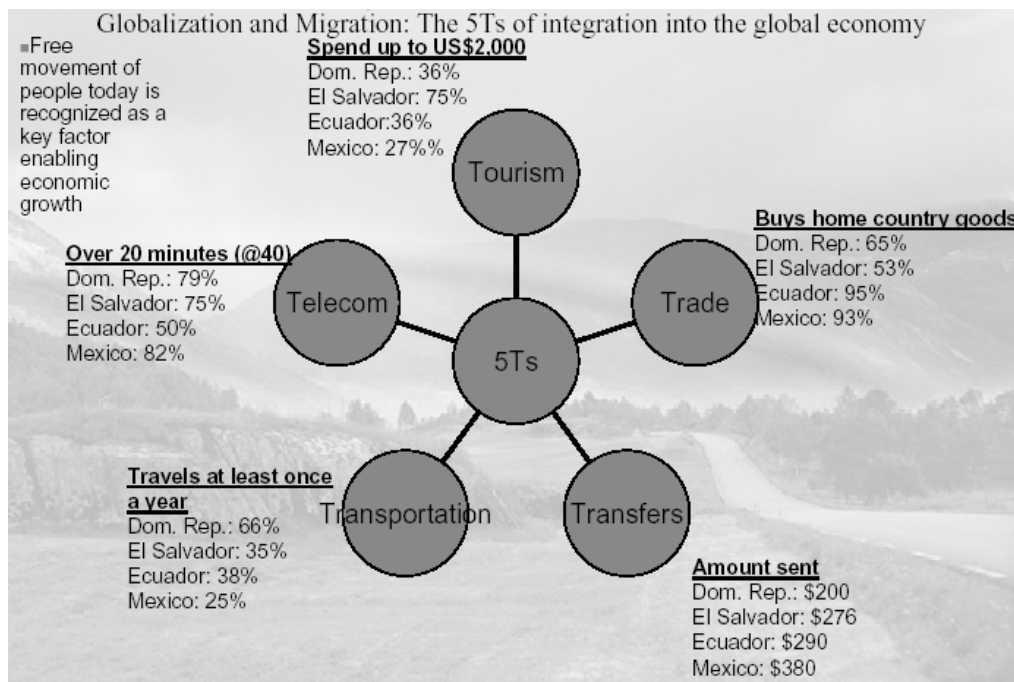 Globalization and Migration: The 5Ts of integration into the global economy
▪Free
movement of
people today is
recognized as a
key factor
enabling
economic
growth
Spend up to US$2,000
Dom. Rep.: 36%
El Salvador: 75%
Ecuador:36%
Mexico: 27%%
Tourism
Buys home country goods
Dom. Rep.: 65%
El Salvador: 53%
Ecuador: 95%
Mexico: 93%
Over 20 minutes (@40)
Dom. Rep.: 79%
El Salvador: 75%
Ecuador: 50%
Mexico: 82%
Telecom
Trade
5Ts
Travels at least once
a year
Dom. Rep.: 66%
El Salvador: 35%
Ecuador: 38%
Mexico: 25%
Transportation
Transfers
Amount sent
Dom. Rep.: $200
El Salvador: $276
Ecuador: $290
Mexico: $380